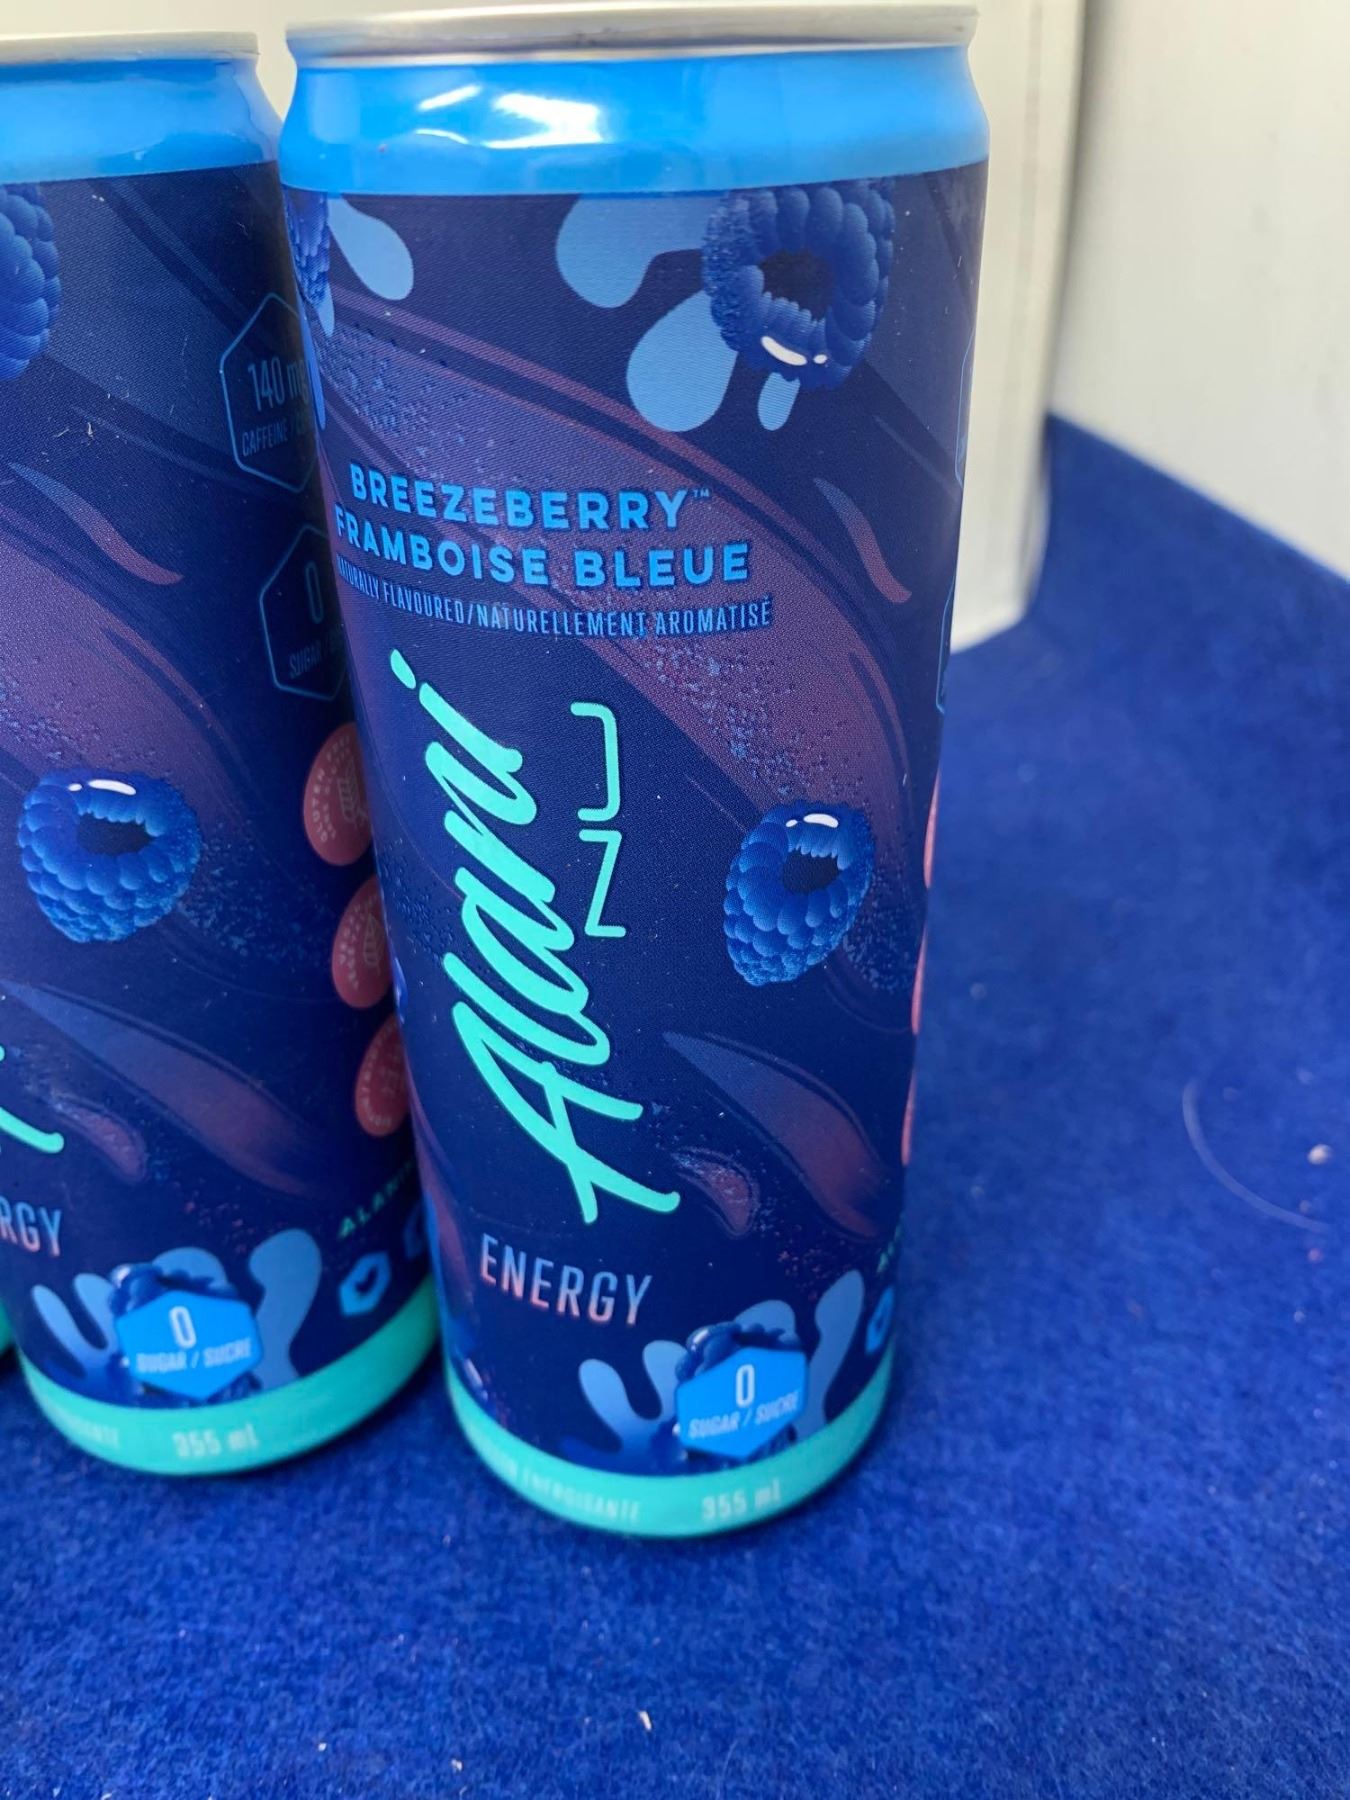 BREEZEBERRY™
FRAMBOISE BLEUE
NATURALLY FLAVOURED/NATURELLEMENT AROMATISÉ
Alani
NU
ENERGY
0
SUGAR / SUCRE
ÉNERGISANTE 355 ml
140 mg
CAFFEINE /
0
SUGAR /
RGY
0
SUGAR / SUCRE
355 ml